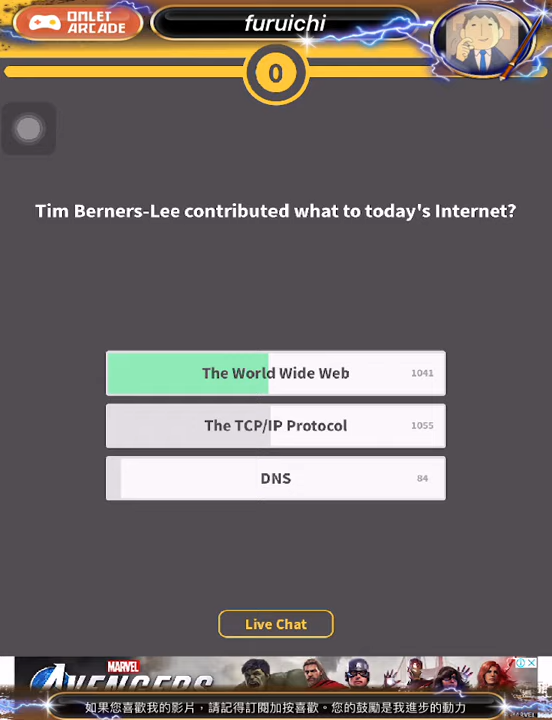 OMLET
ARCADE
furuichi
0
Tim Berners-Lee contributed what to today's Internet?
The World Wide Web 1041
The TCP/IP Protocol 1055
DNS 84
Live Chat
MARVEL
AVENGERS
如果您喜歡我的影片，請記得訂閱加按喜歡。您的鼓勵是我進步的動力